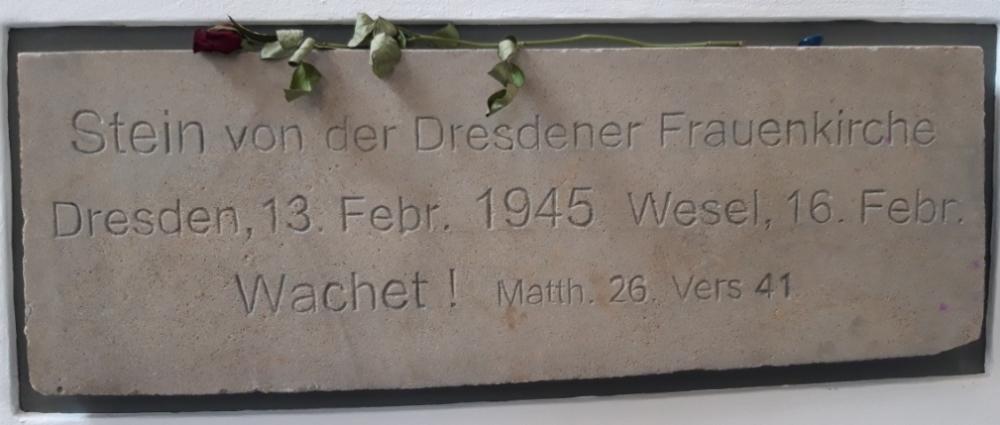 Stein von der Dresdener Frauenkirche
Dresden, 13. Febr. 1945 Wesel, 16. Febr.
Wachet ! Matth. 26. Vers 41